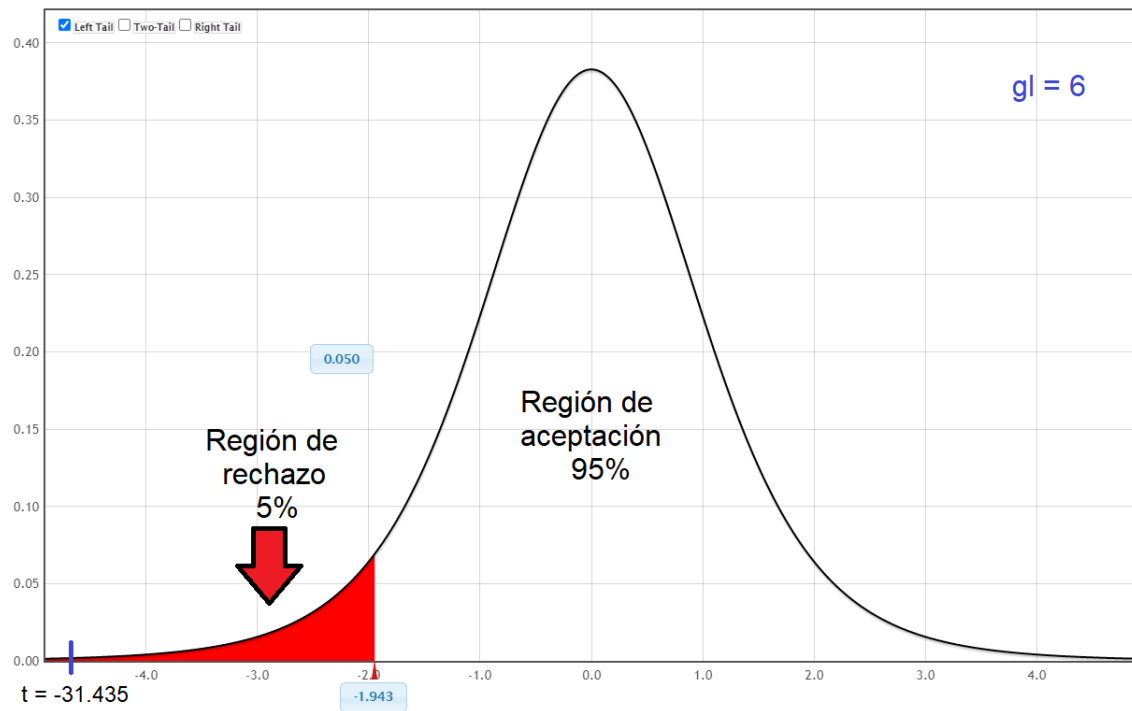 Left Tail Two-Tail Right Tail
0.40
gl = 6
0.35
0.30
0.25
0.20
0.050
0.15
Región de
aceptación
95%
Región de
rechazo
5%
0.10
0.05
0.00
-4.0 -3.0 -2.0 -1.0 0.0 1.0 2.0 3.0 4.0
t = -31.435
-1.943